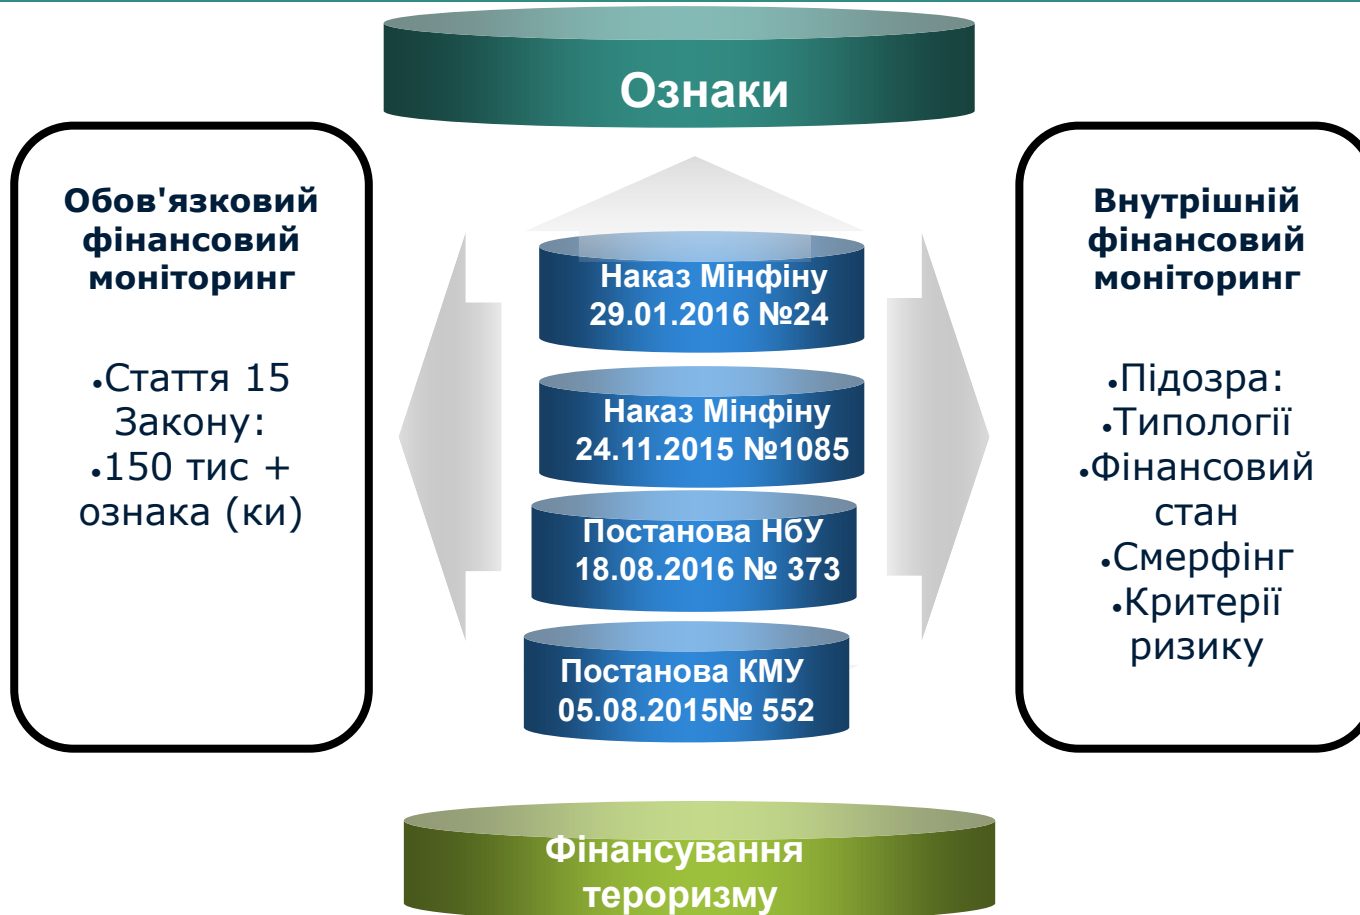 Ознаки
Обов'язковий
фінансовий
моніторинг
•Стаття 15
Закону:
•150 тис +
ознака (ки)
Наказ Мінфіну
29.01.2016 №24
Наказ Мінфіну
24.11.2015 №1085
Постанова НбУ
18.08.2016 № 373
Постанова КМУ
05.08.2015№ 552
Внутрішній
фінансовий
моніторинг
•Підозра:
•Типології
•Фінансовий
стан
•Смерфінг
•Критерії
ризику
Фінансування
тероризму